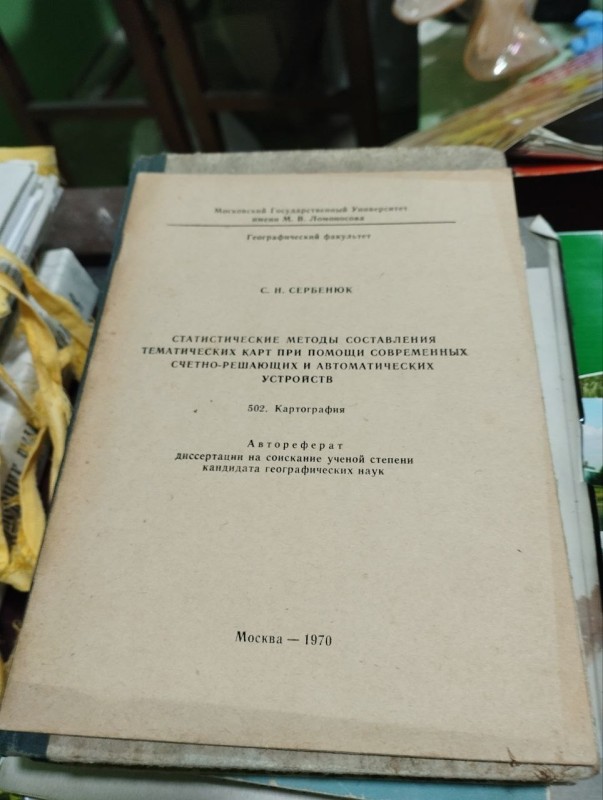 Московский Государственный Университет
имени М. В. Ломоносова
Географический факультет
С. Н. СЕРБЕНЮК
СТАТИСТИЧЕСКИЕ МЕТОДЫ СОСТАВЛЕНИЯ
ТЕМАТИЧЕСКИХ КАРТ ПРИ ПОМОЩИ СОВРЕМЕННЫХ
СЧЕТНО-РЕШАЮЩИХ И АВТОМАТИЧЕСКИХ
УСТРОЙСТВ
502. Картография
Автореферат
диссертации на соискание ученой степени
кандидата географических наук
Москва — 1970